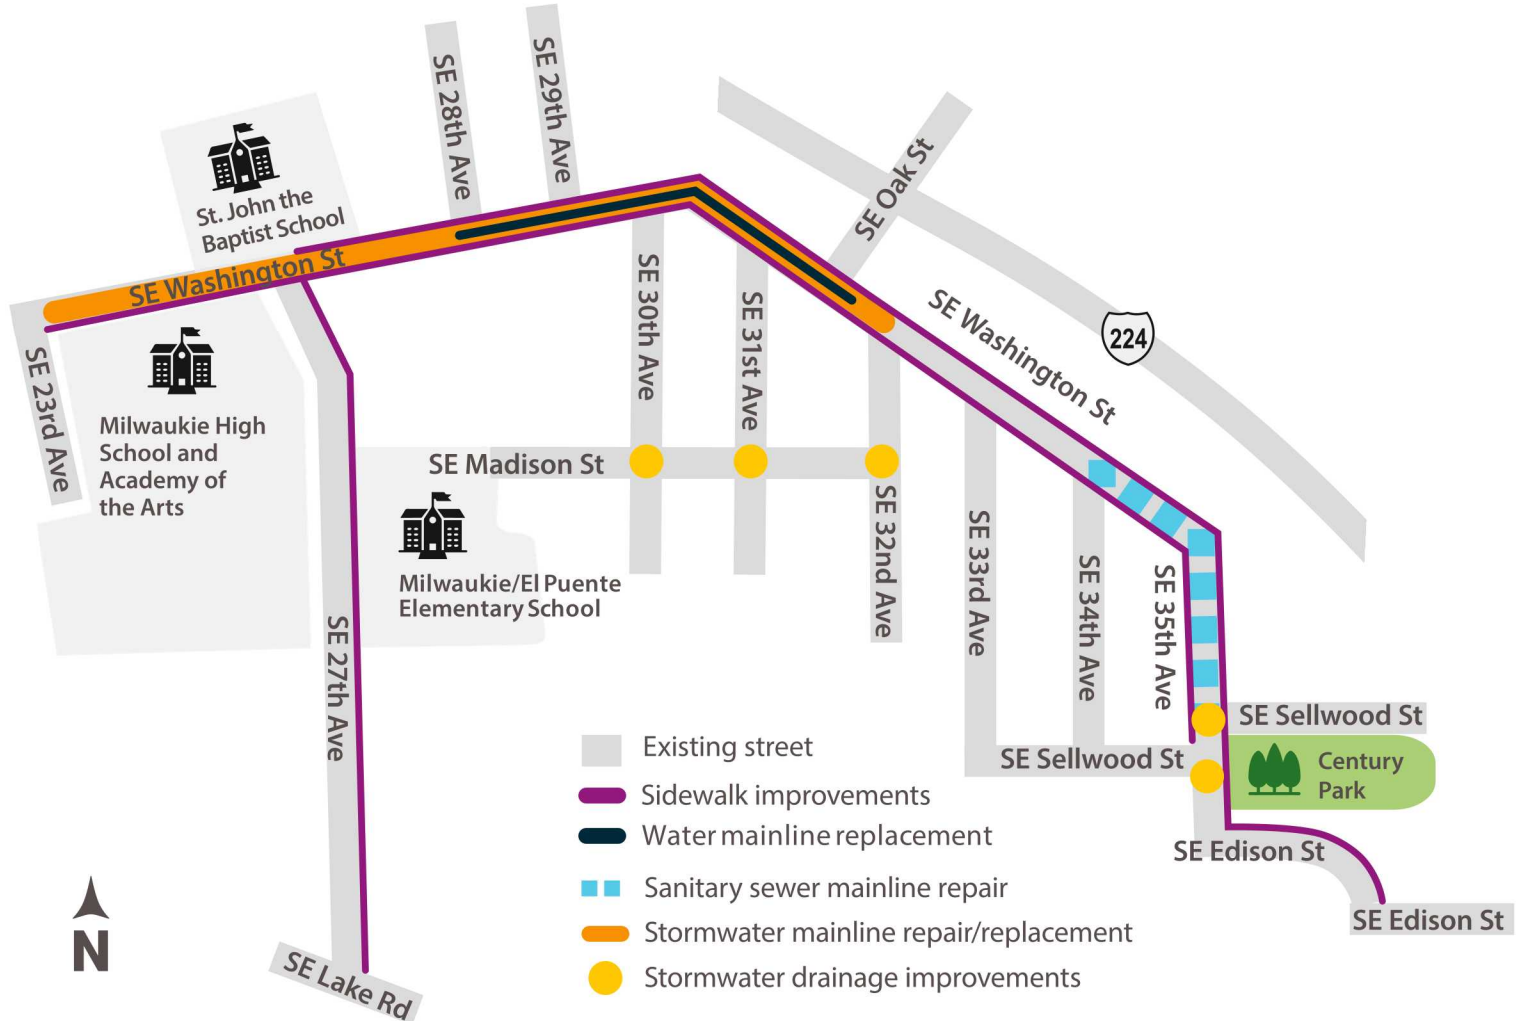 SE 28th Ave
SE 29th Ave
St. John the
Baptist School
SE Oak St
SE Washington St
SE Washington St
224
SE 23rd Ave
SE 30th Ave
SE 31st Ave
Milwaukie High
School and
Academy of
the Arts
SE Madison St
SE 32nd Ave
SE 33rd Ave
SE 34th Ave
SE 35th Ave
Milwaukie/El Puente
Elementary School
SE 27th Ave
SE Sellwood St
SE Sellwood St
Century
Park
Existing street
Sidewalk improvements
Water mainline replacement
Sanitary sewer mainline repair
Stormwater mainline repair/replacement
Stormwater drainage improvements
SE Edison St
SE Edison St
N
SE Lake Rd